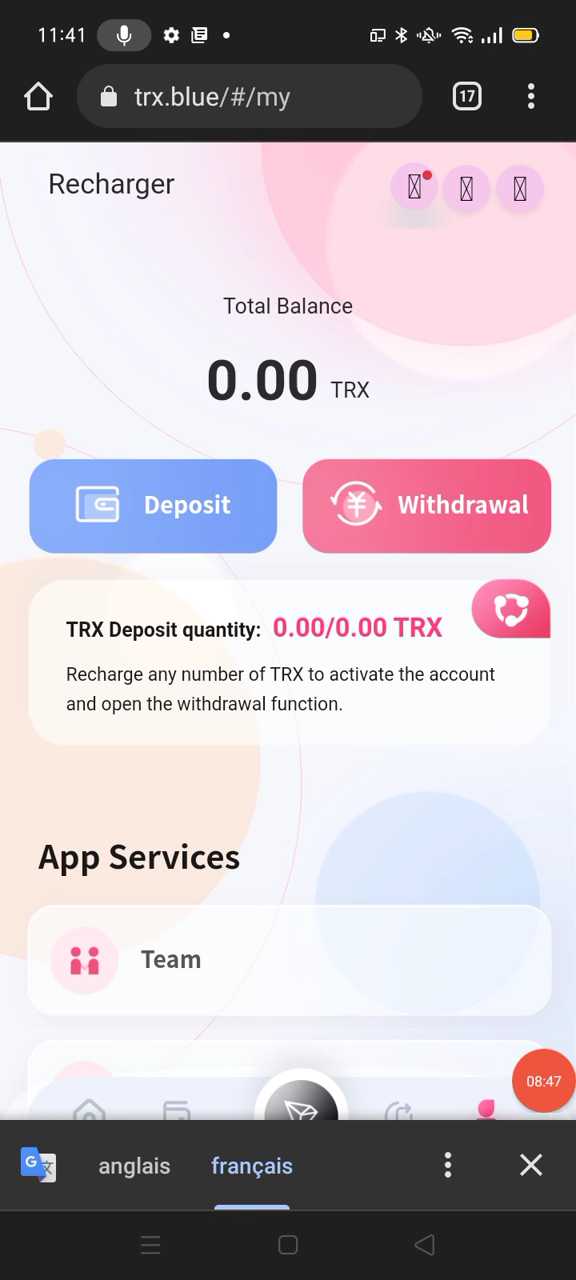 11:41
17
trx.blue/#/my
Recharger
Total Balance
0.00 TRX
Deposit
Withdrawal
TRX Deposit quantity: 0.00/0.00 TRX
Recharge any number of TRX to activate the account
and open the withdrawal function.
App Services
Team
08:47
anglais
français